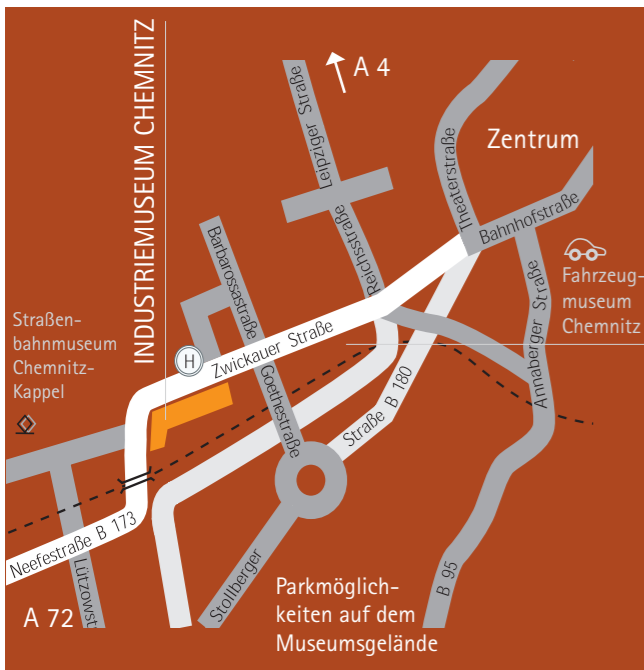 INDUSTRIEMUSEUM CHEMNITZ
A 4
Leipziger Straße
Reichsstraße
Theaterstraße
Zentrum
Bahnhofstraße
Barbarossastraße
Fahrzeug-
museum
Chemnitz
Annaberger Straße
Straßen-
bahnmuseum
Chemnitz-
Kappel
H
Zwickauer Straße
Goethestraße
Straße B 180
Neefestraße B 173
Lützowst
A 72
Stollberger
B 95
Parkmöglich-
keiten auf dem
Museumsgelände